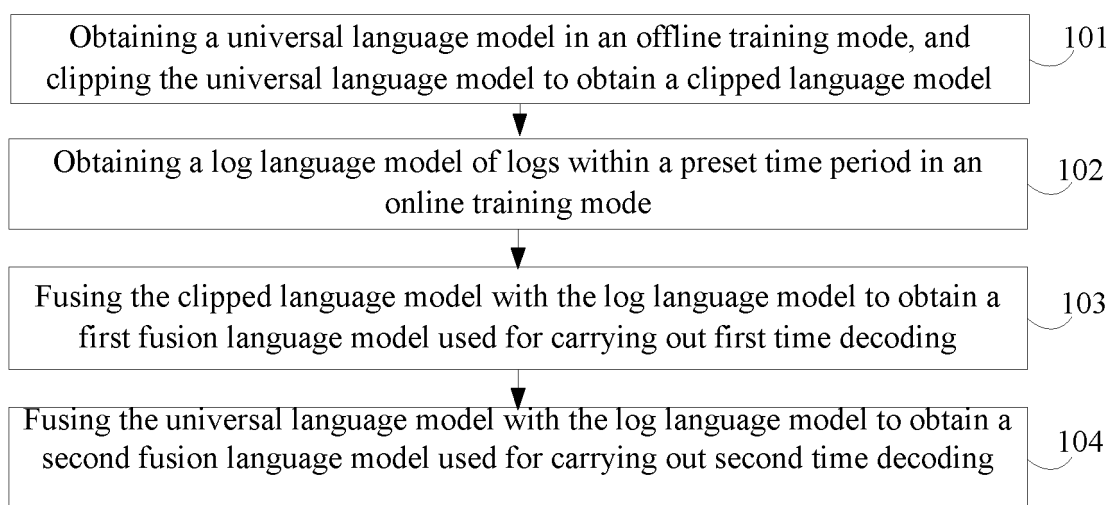 Obtaining a universal language model in an offline training mode, and
clipping the universal language model to obtain a clipped language model
101
Obtaining a log language model of logs within a preset time period in an
online training mode
102
Fusing the clipped language model with the log language model to obtain a
first fusion language model used for carrying out first time decoding
103
Fusing the universal language model with the log language model to obtain a
second fusion language model used for carrying out second time decoding
104